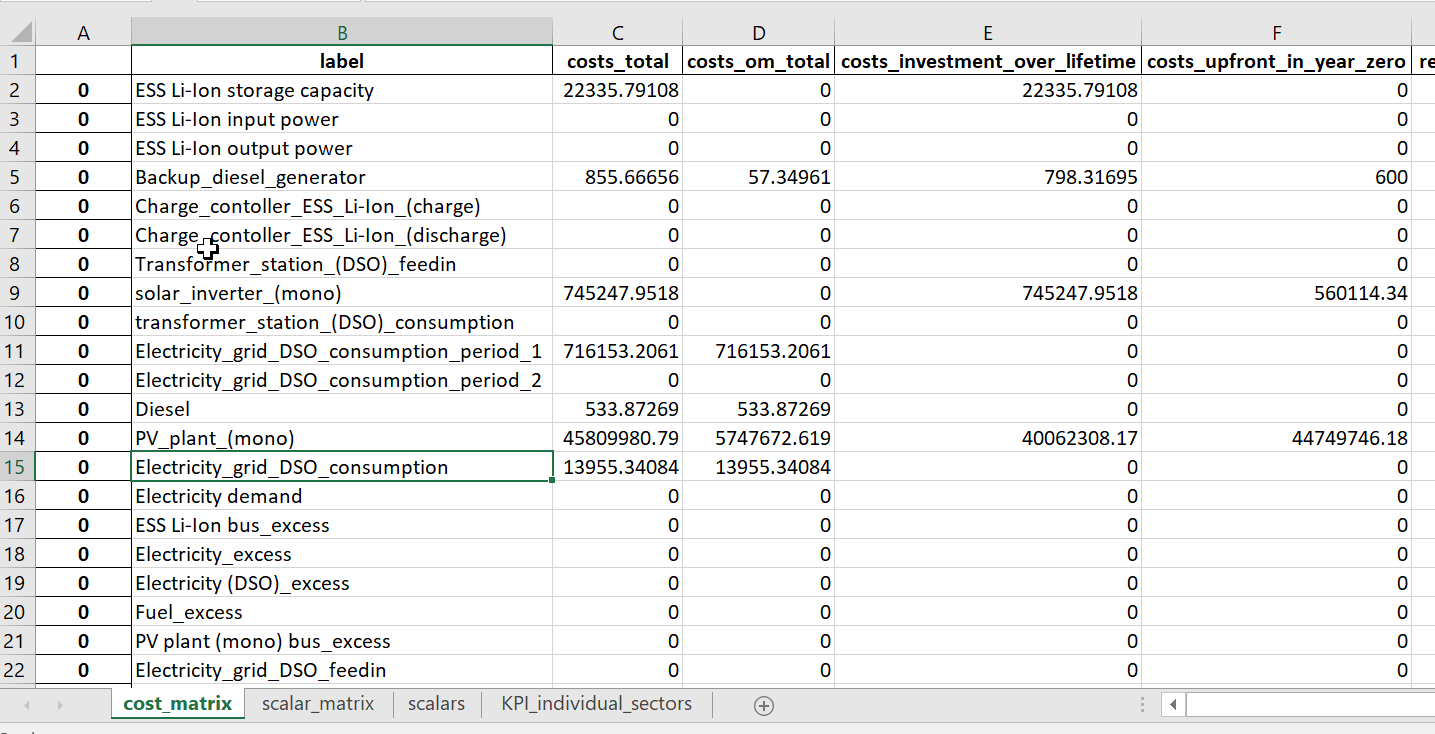 A B C D E F
1 label costs_total costs_om_total costs_investment_over_lifetime costs_upfront_in_year_zero re
2 0 ESS Li-Ion storage capacity 22335.79108 0 22335.79108 0
3 0 ESS Li-Ion input power 0 0 0 0
4 0 ESS Li-Ion output power 0 0 0 0
5 0 Backup_diesel_generator 855.66656 57.34961 798.31695 600
6 0 Charge_contoller_ESS_Li-Ion_(charge) 0 0 0 0
7 0 Charge_contoller_ESS_Li-Ion_(discharge) 0 0 0 0
8 0 Transformer_station_(DSO)_feedin 0 0 0 0
9 0 solar_inverter_(mono) 745247.9518 0 745247.9518 560114.34
10 0 transformer_station_(DSO)_consumption 0 0 0 0
11 0 Electricity_grid_DSO_consumption_period_1 716153.2061 716153.2061 0 0
12 0 Electricity_grid_DSO_consumption_period_2 0 0 0 0
13 0 Diesel 533.87269 533.87269 0 0
14 0 PV_plant_(mono) 45809980.79 5747672.619 40062308.17 44749746.18
15 0 Electricity_grid_DSO_consumption 13955.34084 13955.34084 0 0
16 0 Electricity demand 0 0 0 0
17 0 ESS Li-Ion bus_excess 0 0 0 0
18 0 Electricity_excess 0 0 0 0
19 0 Electricity (DSO)_excess 0 0 0 0
20 0 Fuel_excess 0 0 0 0
21 0 PV plant (mono) bus_excess 0 0 0 0
22 0 Electricity_grid_DSO_feedin 0 0 0 0
cost_matrix scalar_matrix scalars KPI_individual_sectors